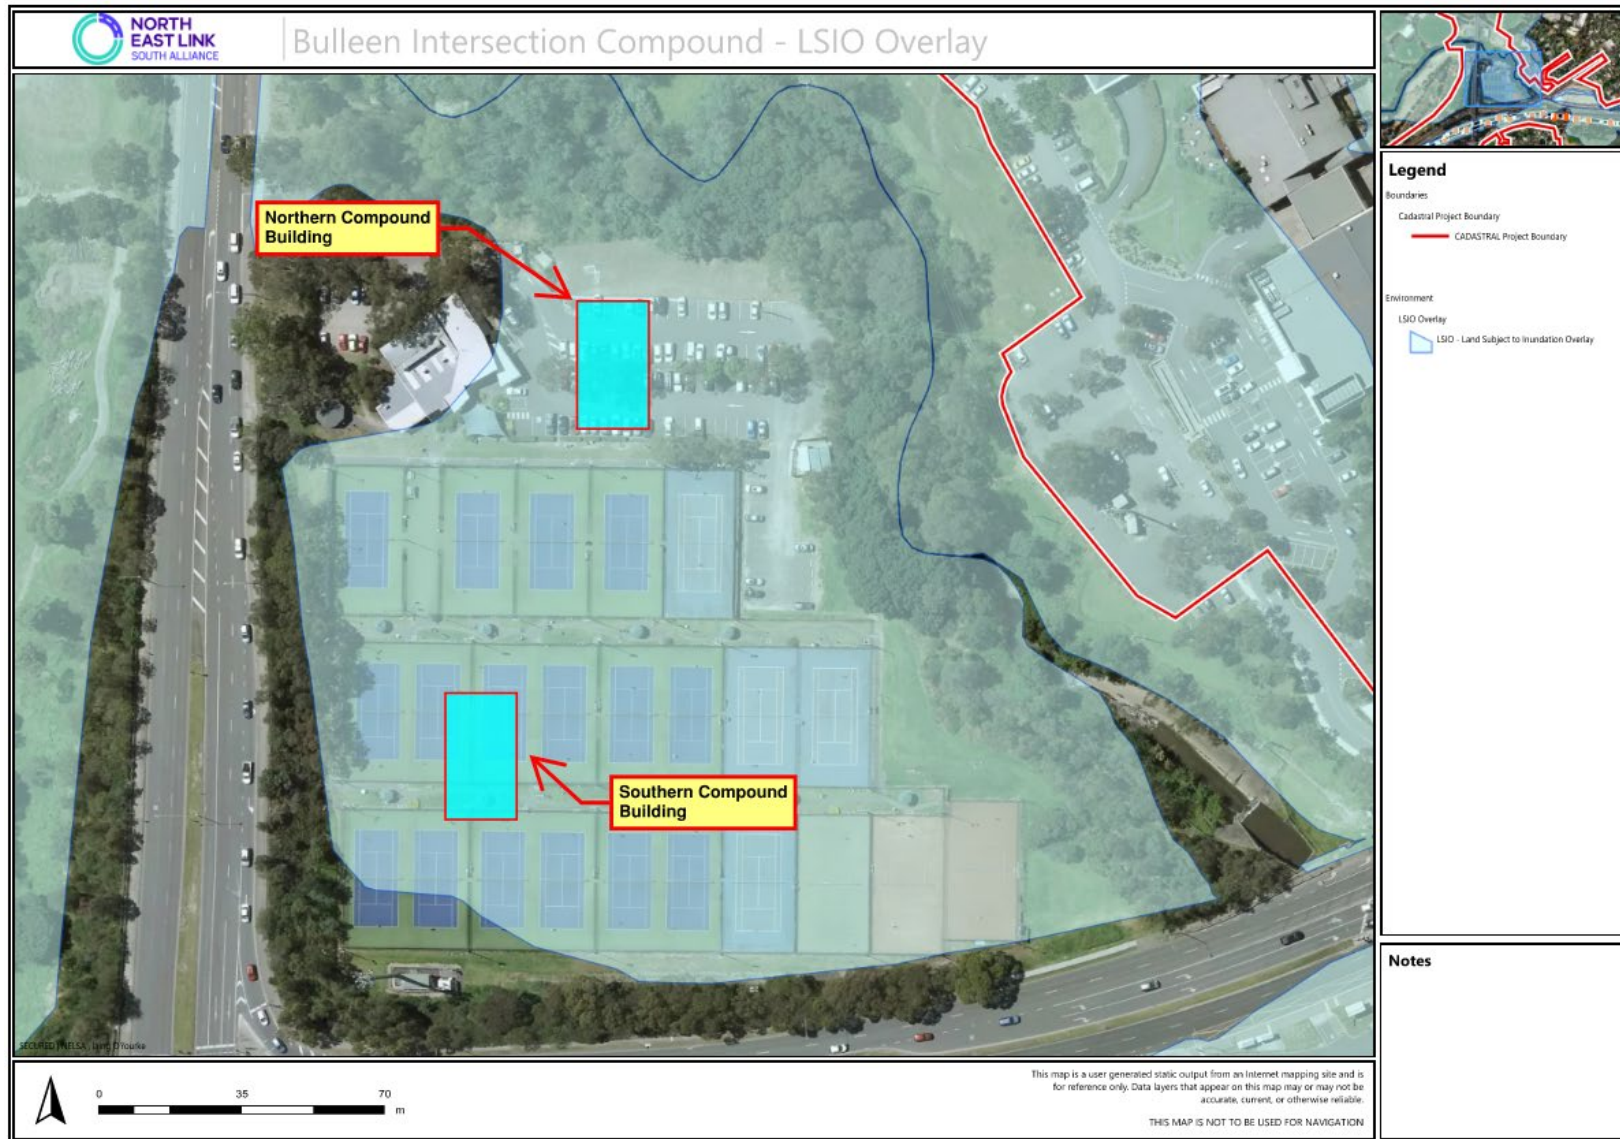 NORTH
EAST LINK
SOUTH ALLIANCE
Bulleen Intersection Compound - LSIO Overlay
Northern Compound
Building
Southern Compound
Building
Legend
Boundaries
Cadastral Project Boundary
CADASTRAL Project Boundary
Environment
LSIO Overlay
LSIO - Land Subject to Inundation Overlay
Notes
0 35 70
m
This map is a user generated static output from an Internet mapping site and is
for reference only. Data layers that appear on this map may or may not be
accurate, current, or otherwise reliable.
THIS MAP IS NOT TO BE USED FOR NAVIGATION